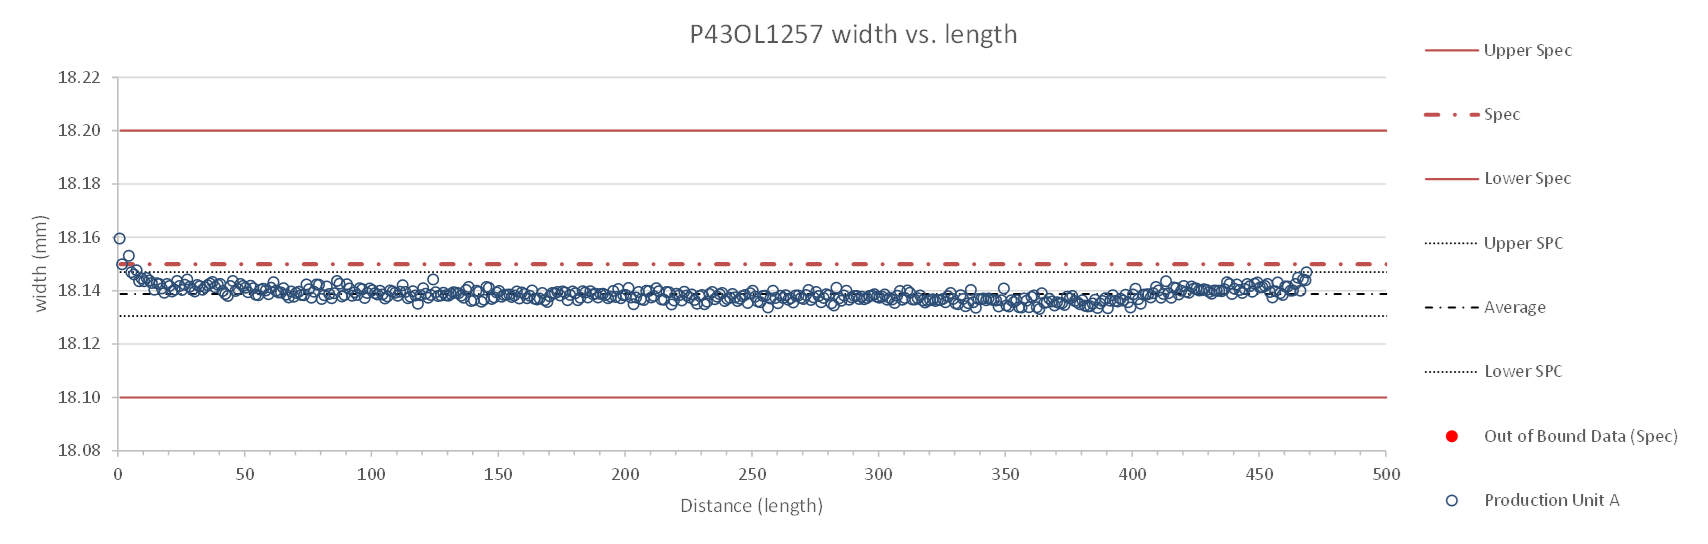 P43OL1257 width vs. length
width (mm)
18.22
18.20
18.18
18.16
18.14
18.12
18.10
18.08
0 50 100 150 200 250 300 350 400 450 500
Distance (length)
Upper Spec
Spec
Lower Spec
Upper SPC
Average
Lower SPC
Out of Bound Data (Spec)
Production Unit A